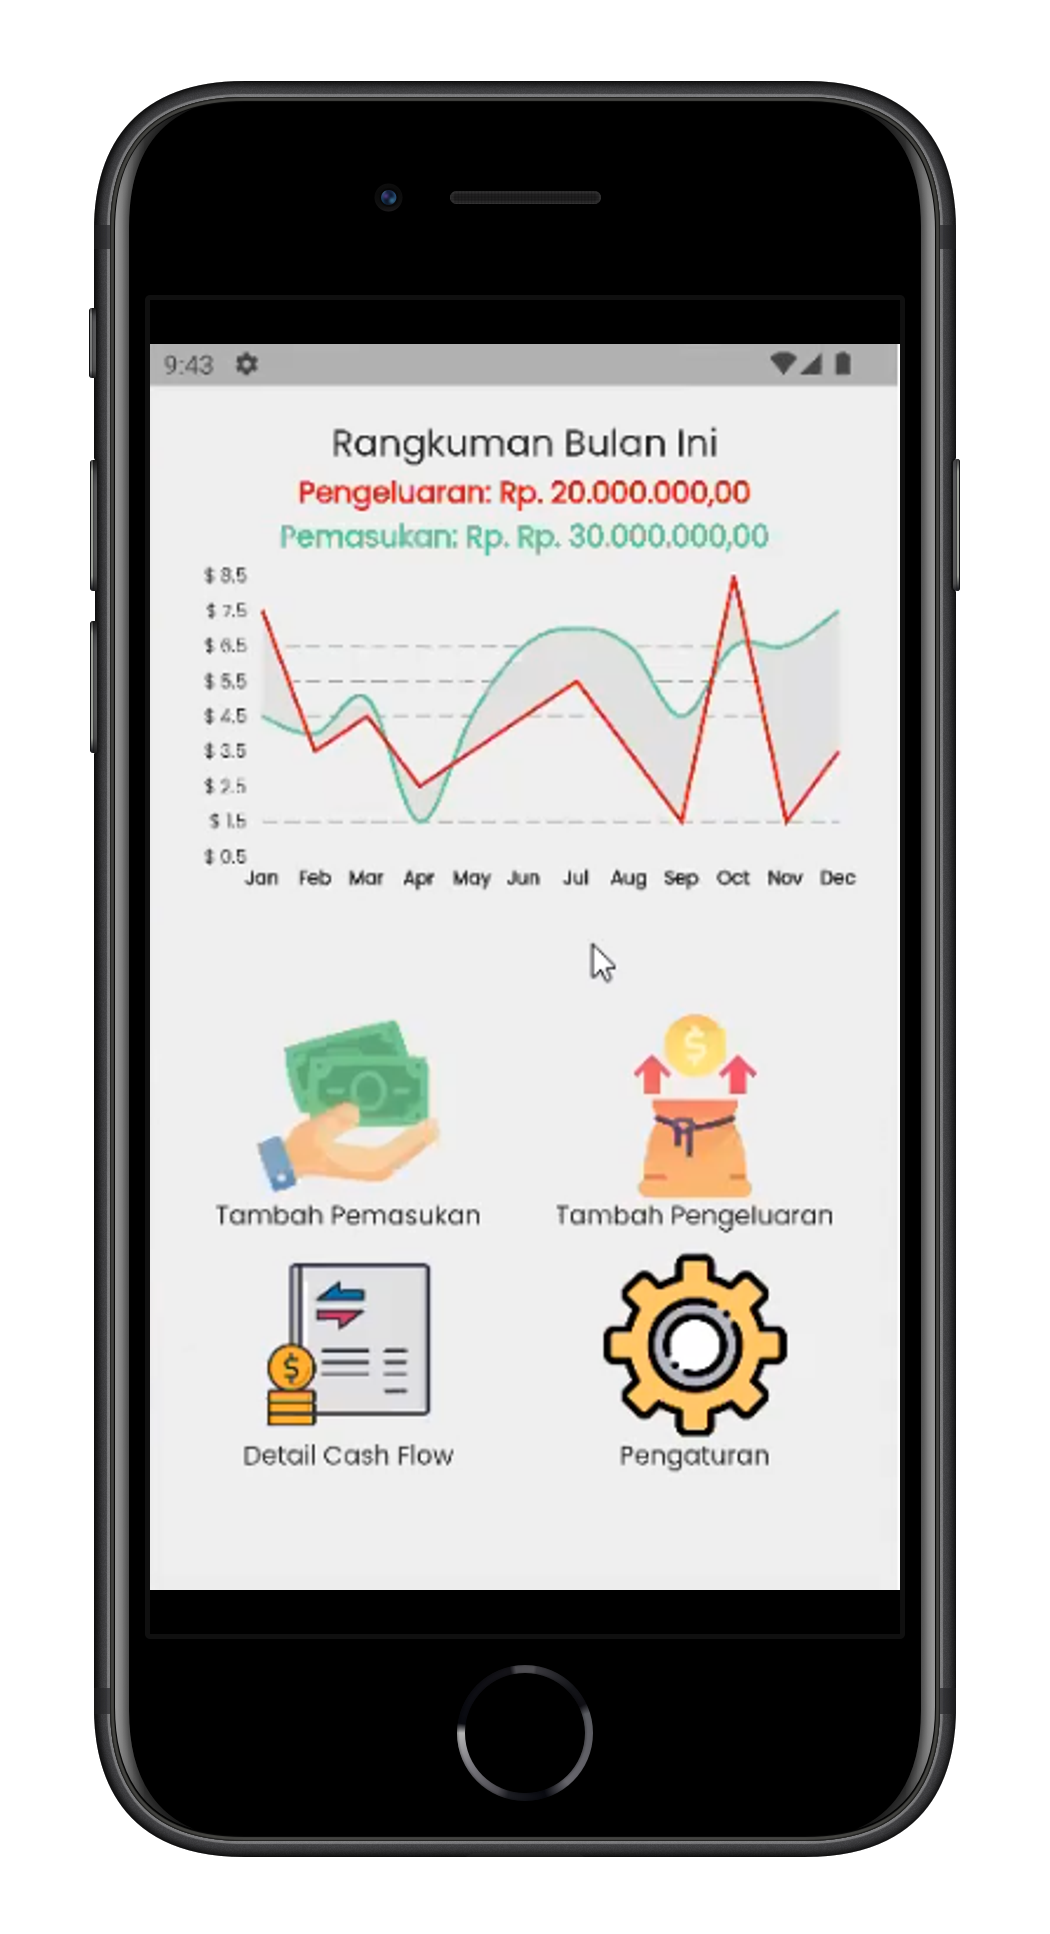 9:43
Rangkuman Bulan Ini
Pengeluaran: Rp. 20.000.000,00
Pemasukan: Rp. Rp. 30.000.000,00
$ 8.5
$ 7.5
$ 6.5
$ 5.5
$ 4.5
$ 3.5
$ 2.5
$ 1.5
$ 0.5
Jan Feb Mar Apr May Jun Jul Aug Sep Oct Nov Dec
Tambah Pemasukan Tambah Pengeluaran
Detail Cash Flow Pengaturan